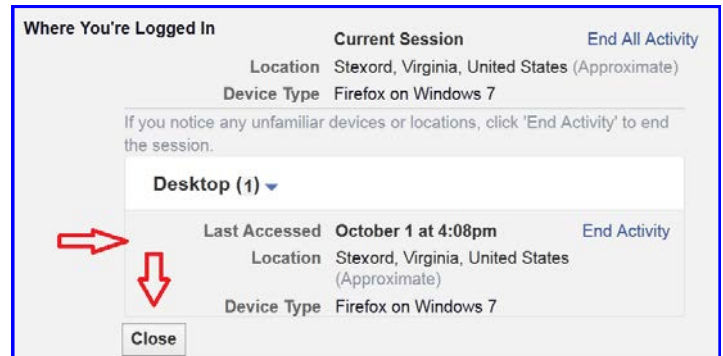 Where You're Logged In
Current Session End All Activity
Location Stexord, Virginia, United States (Approximate)
Device Type Firefox on Windows 7
If you notice any unfamiliar devices or locations, click 'End Activity' to end
the session.
Desktop (1)
Last Accessed October 1 at 4:08pm End Activity
Location Stexord, Virginia, United States
(Approximate)
Device Type Firefox on Windows 7
Close